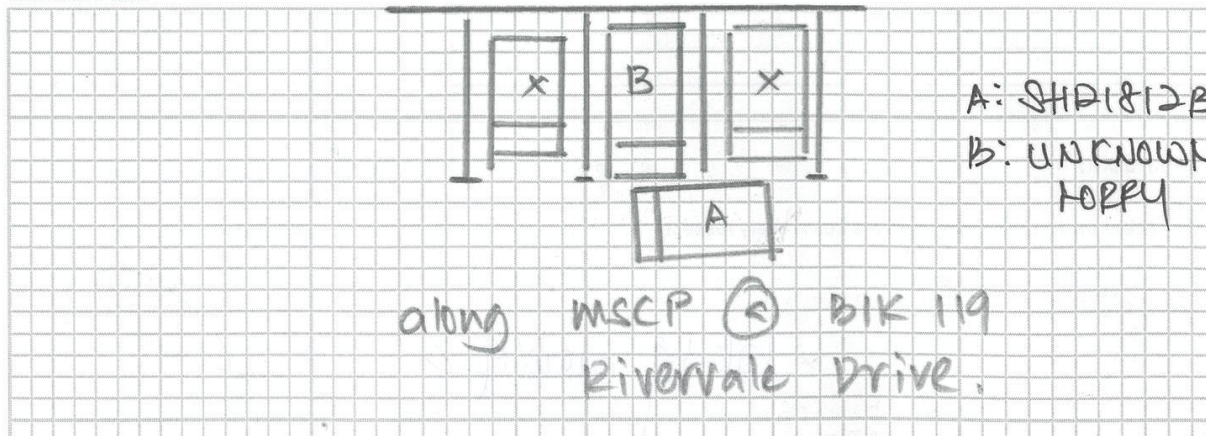 X B X
A: SHD1812B
B: UNKNOWN
LORRY
A
along MSCP @ BLK 119
Rivervale Drive.